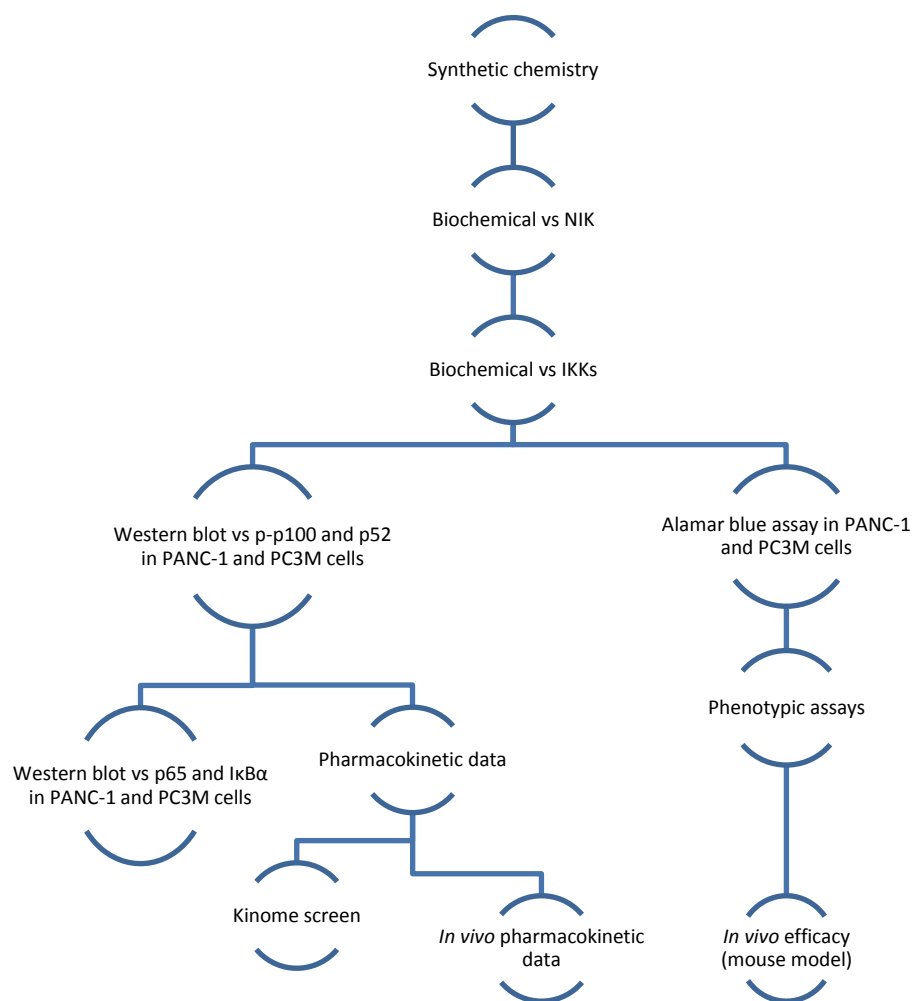 Synthetic chemistry
Biochemical vs NIK
Biochemical vs IKKs
Western blot vs p-p100 and p52
in PANC-1 and PC3M cells
Alamar blue assay in PANC-1
and PC3M cells
Western blot vs p65 and IκBα
in PANC-1 and PC3M cells
Pharmacokinetic data
Phenotypic assays
Kinome screen
In vivo pharmacokinetic
data
In vivo efficacy
(mouse model)